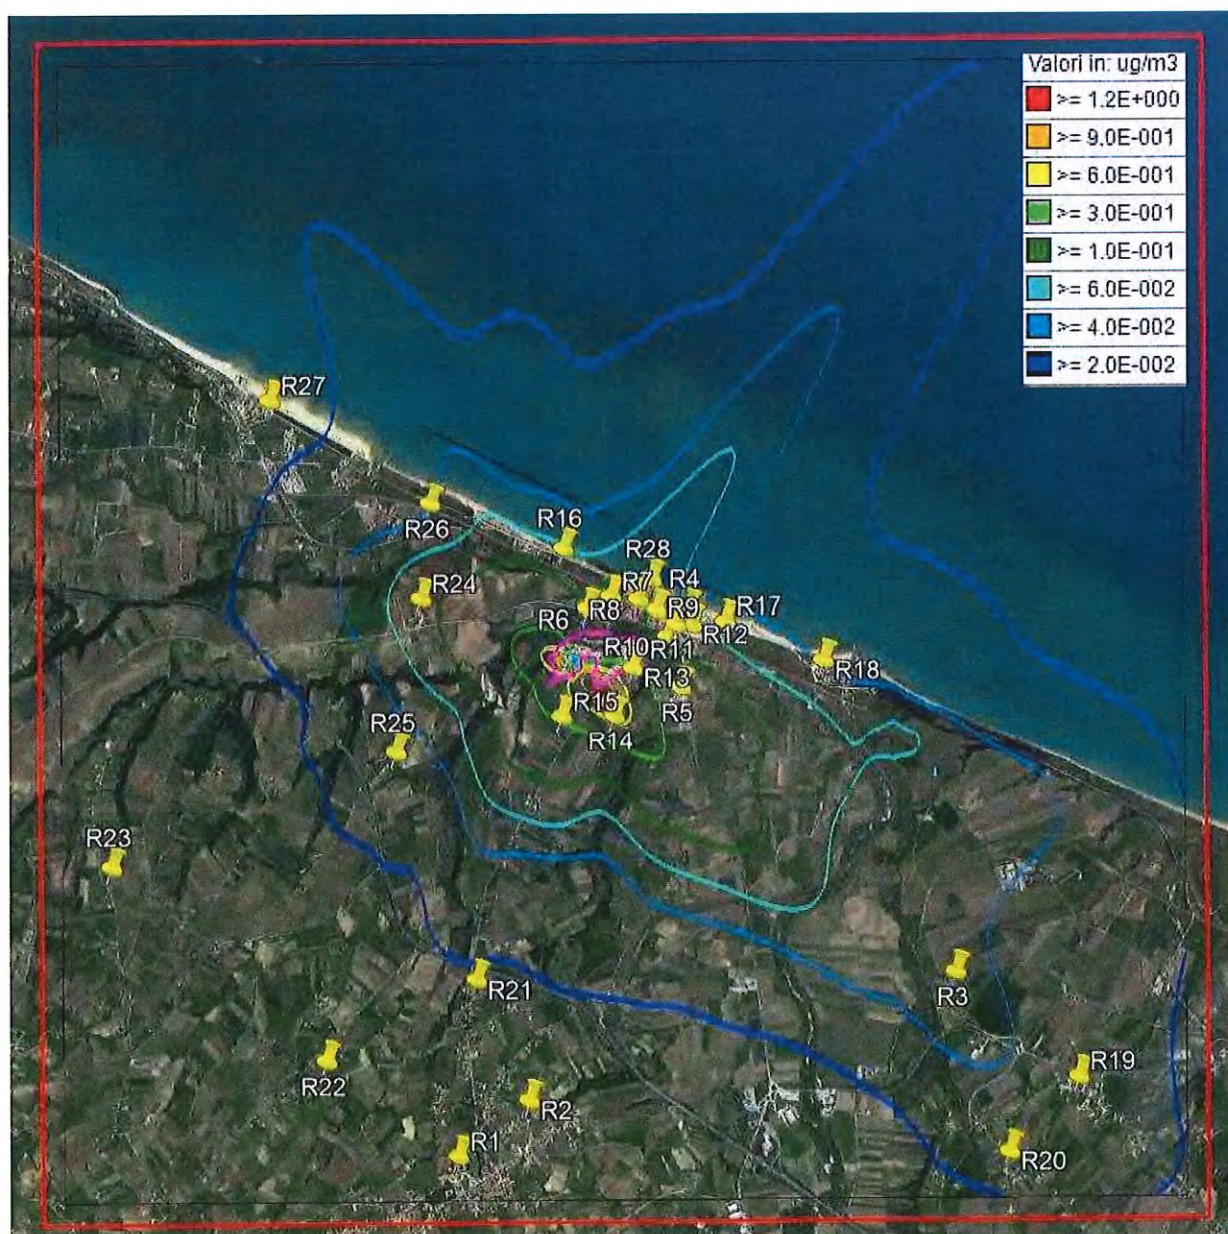 Valori in: ug/m3
>= 1.2E+000
>= 9.0E-001
>= 6.0E-001
>= 3.0E-001
>= 1.0E-001
>= 6.0E-002
>= 4.0E-002
>= 2.0E-002
R27
R26
R16
R28
R24
R7
R4
R6
R8
R9
R17
R12
R10
R11
R18
R13
R15
R5
R14
R25
R23
R3
R21
R22
R19
R2
R1
R20